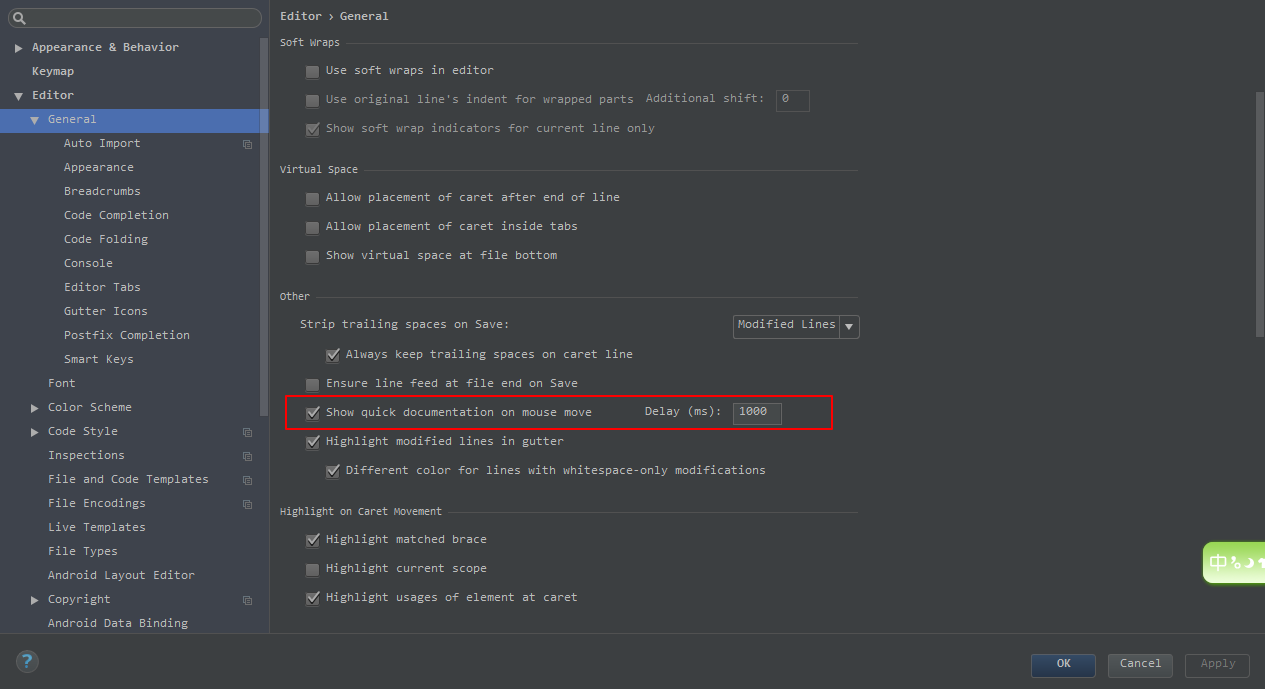 Appearance & Behavior
Keymap
Editor
General
Auto Import
Appearance
Breadcrumbs
Code Completion
Code Folding
Console
Editor Tabs
Gutter Icons
Postfix Completion
Smart Keys
Font
Color Scheme
Code Style
Inspections
File and Code Templates
File Encodings
Live Templates
File Types
Android Layout Editor
Copyright
Android Data Binding
Editor › General
Soft Wraps
Use soft wraps in editor
Use original line's indent for wrapped parts Additional shift: 0
Show soft wrap indicators for current line only
Virtual Space
Allow placement of caret after end of line
Allow placement of caret inside tabs
Show virtual space at file bottom
Other
Strip trailing spaces on Save: Modified Lines
Always keep trailing spaces on caret line
Ensure line feed at file end on Save
Show quick documentation on mouse move Delay (ms): 1000
Highlight modified lines in gutter
Different color for lines with whitespace-only modifications
Highlight on Caret Movement
Highlight matched brace
Highlight current scope
Highlight usages of element at caret
中
?
OK Cancel Apply